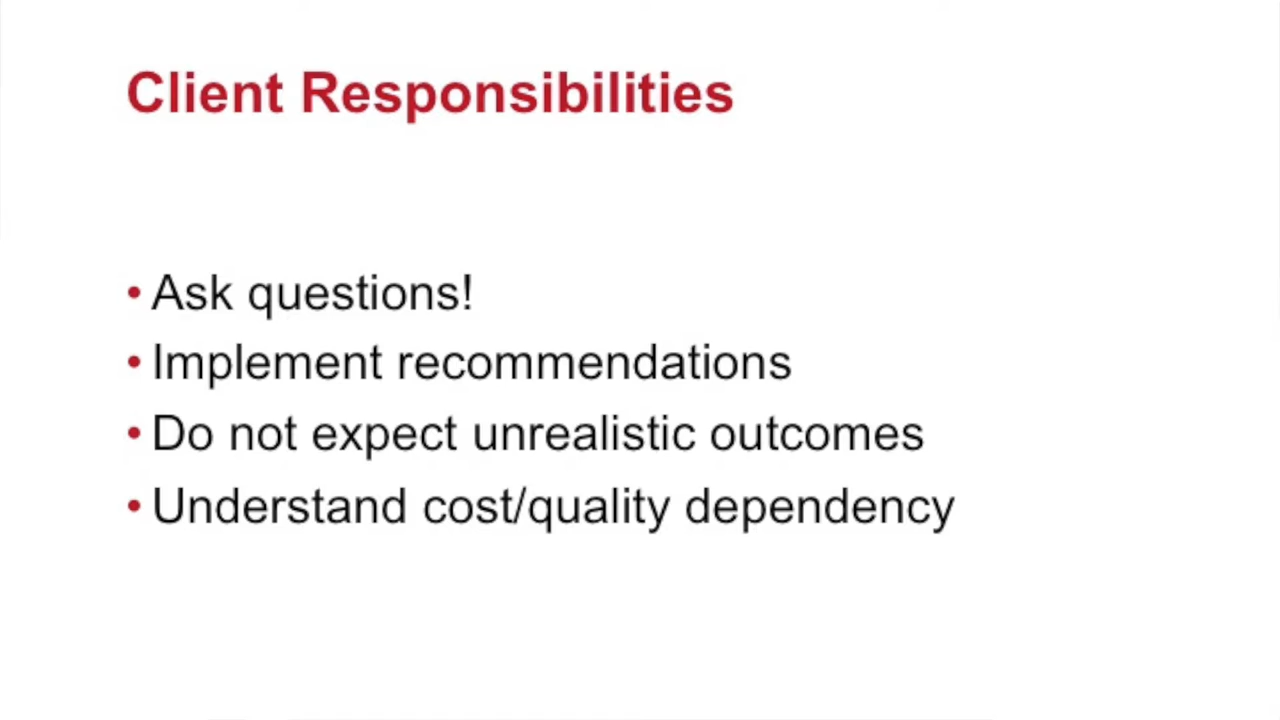 Client Responsibilities
• Ask questions!
• Implement recommendations
• Do not expect unrealistic outcomes
• Understand cost/quality dependency